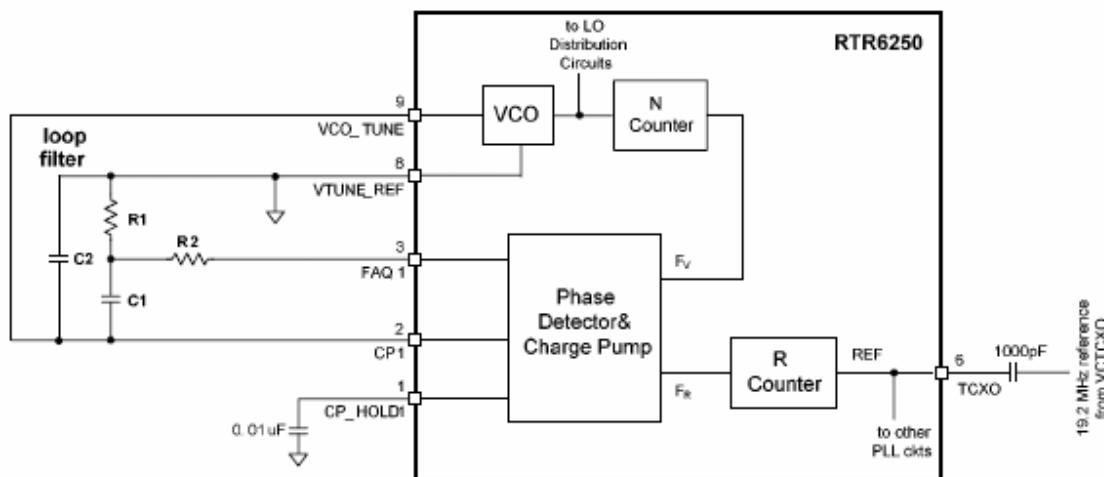 to LO
Distribution
Circuits
RTR6250
9
VCO_TUNE
VCO
N
Counter
loop
filter
8
VTUNE_REF
R1
R2
C2
C1
3
FAQ 1
2
CP1
1
CP_HOLD1
0.01uF
Phase
Detector&
Charge Pump
FV
FR
R
Counter
REF
6
TCXO
1000pF
to other
PLL ckts
19.2 MHz reference
from VCTCXO